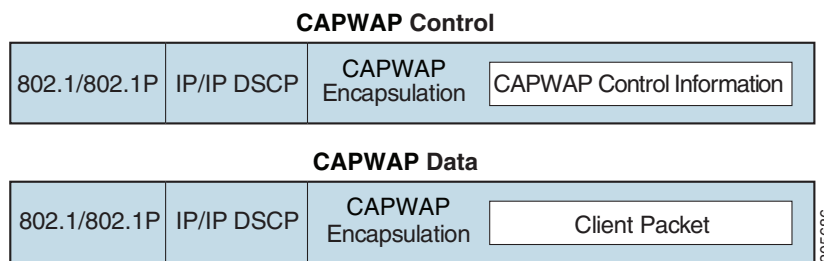 CAPWAP Control
802.1/802.1P IP/IP DSCP CAPWAP Encapsulation CAPWAP Control Information
CAPWAP Data
802.1/802.1P IP/IP DSCP CAPWAP Encapsulation Client Packet